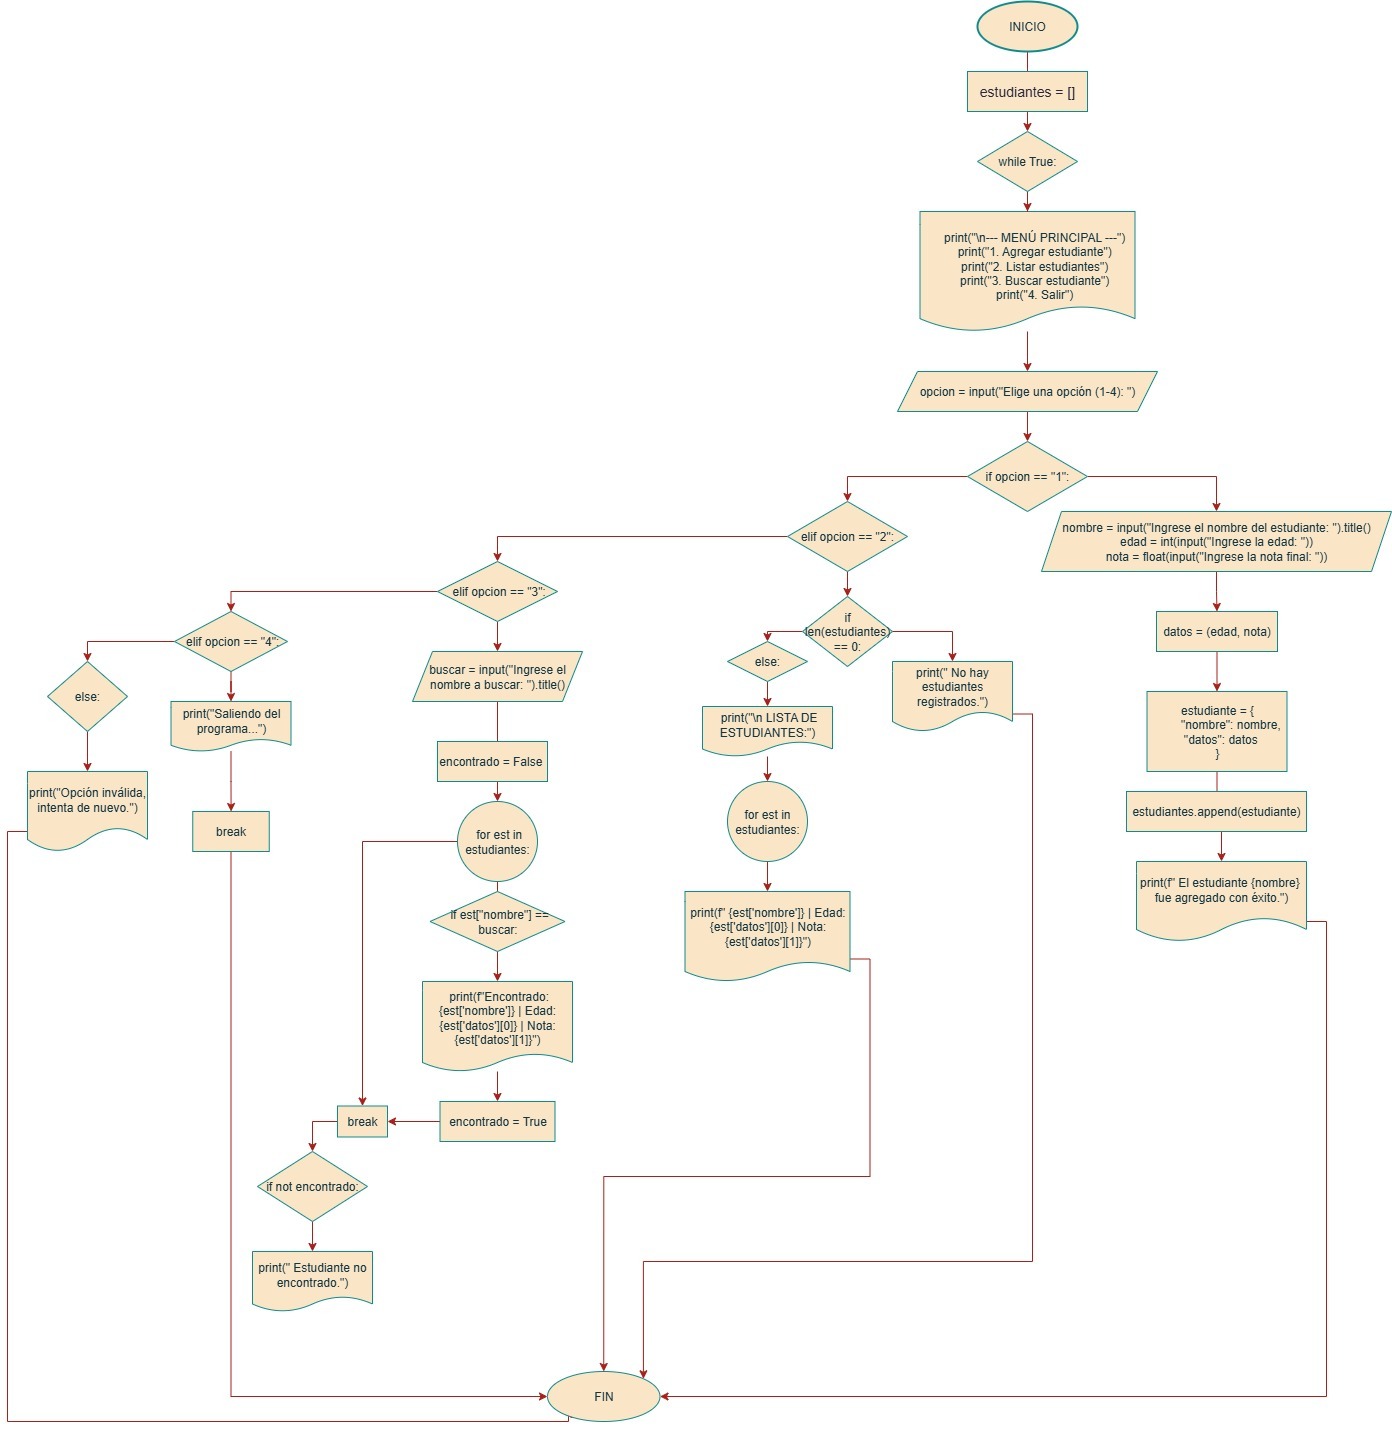 INICIO
estudiantes = []
while True:
print("\n--- MENÚ PRINCIPAL ---")
print("1. Agregar estudiante")
print("2. Listar estudiantes")
print("3. Buscar estudiante")
print("4. Salir")
opcion = input("Elige una opción (1-4): ")
if opcion == "1":
nombre = input("Ingrese el nombre del estudiante: ").title()
edad = int(input("Ingrese la edad: "))
nota = float(input("Ingrese la nota final: "))
datos = (edad, nota)
estudiante = {
"nombre": nombre,
"datos": datos
}
estudiantes.append(estudiante)
print(f" El estudiante {nombre}
fue agregado con éxito.")
elif opcion == "2":
if
len(estudiantes)
== 0:
print(" No hay
estudiantes
registrados.")
else:
print("\n LISTA DE
ESTUDIANTES:")
for est in
estudiantes:
print(f" {est['nombre']} | Edad:
{est['datos'][0]} | Nota:
{est['datos'][1]}")
elif opcion == "3":
buscar = input("Ingrese el
nombre a buscar: ").title()
encontrado = False
for est in
estudiantes:
if est["nombre"] ==
buscar:
print(f"Encontrado:
{est['nombre']} | Edad:
{est['datos'][0]} | Nota:
{est['datos'][1]}")
encontrado = True
break
if not encontrado:
print(" Estudiante no
encontrado.")
elif opcion == "4":
print("Saliendo del
programa...")
break
else:
print("Opción inválida,
intenta de nuevo.")
FIN